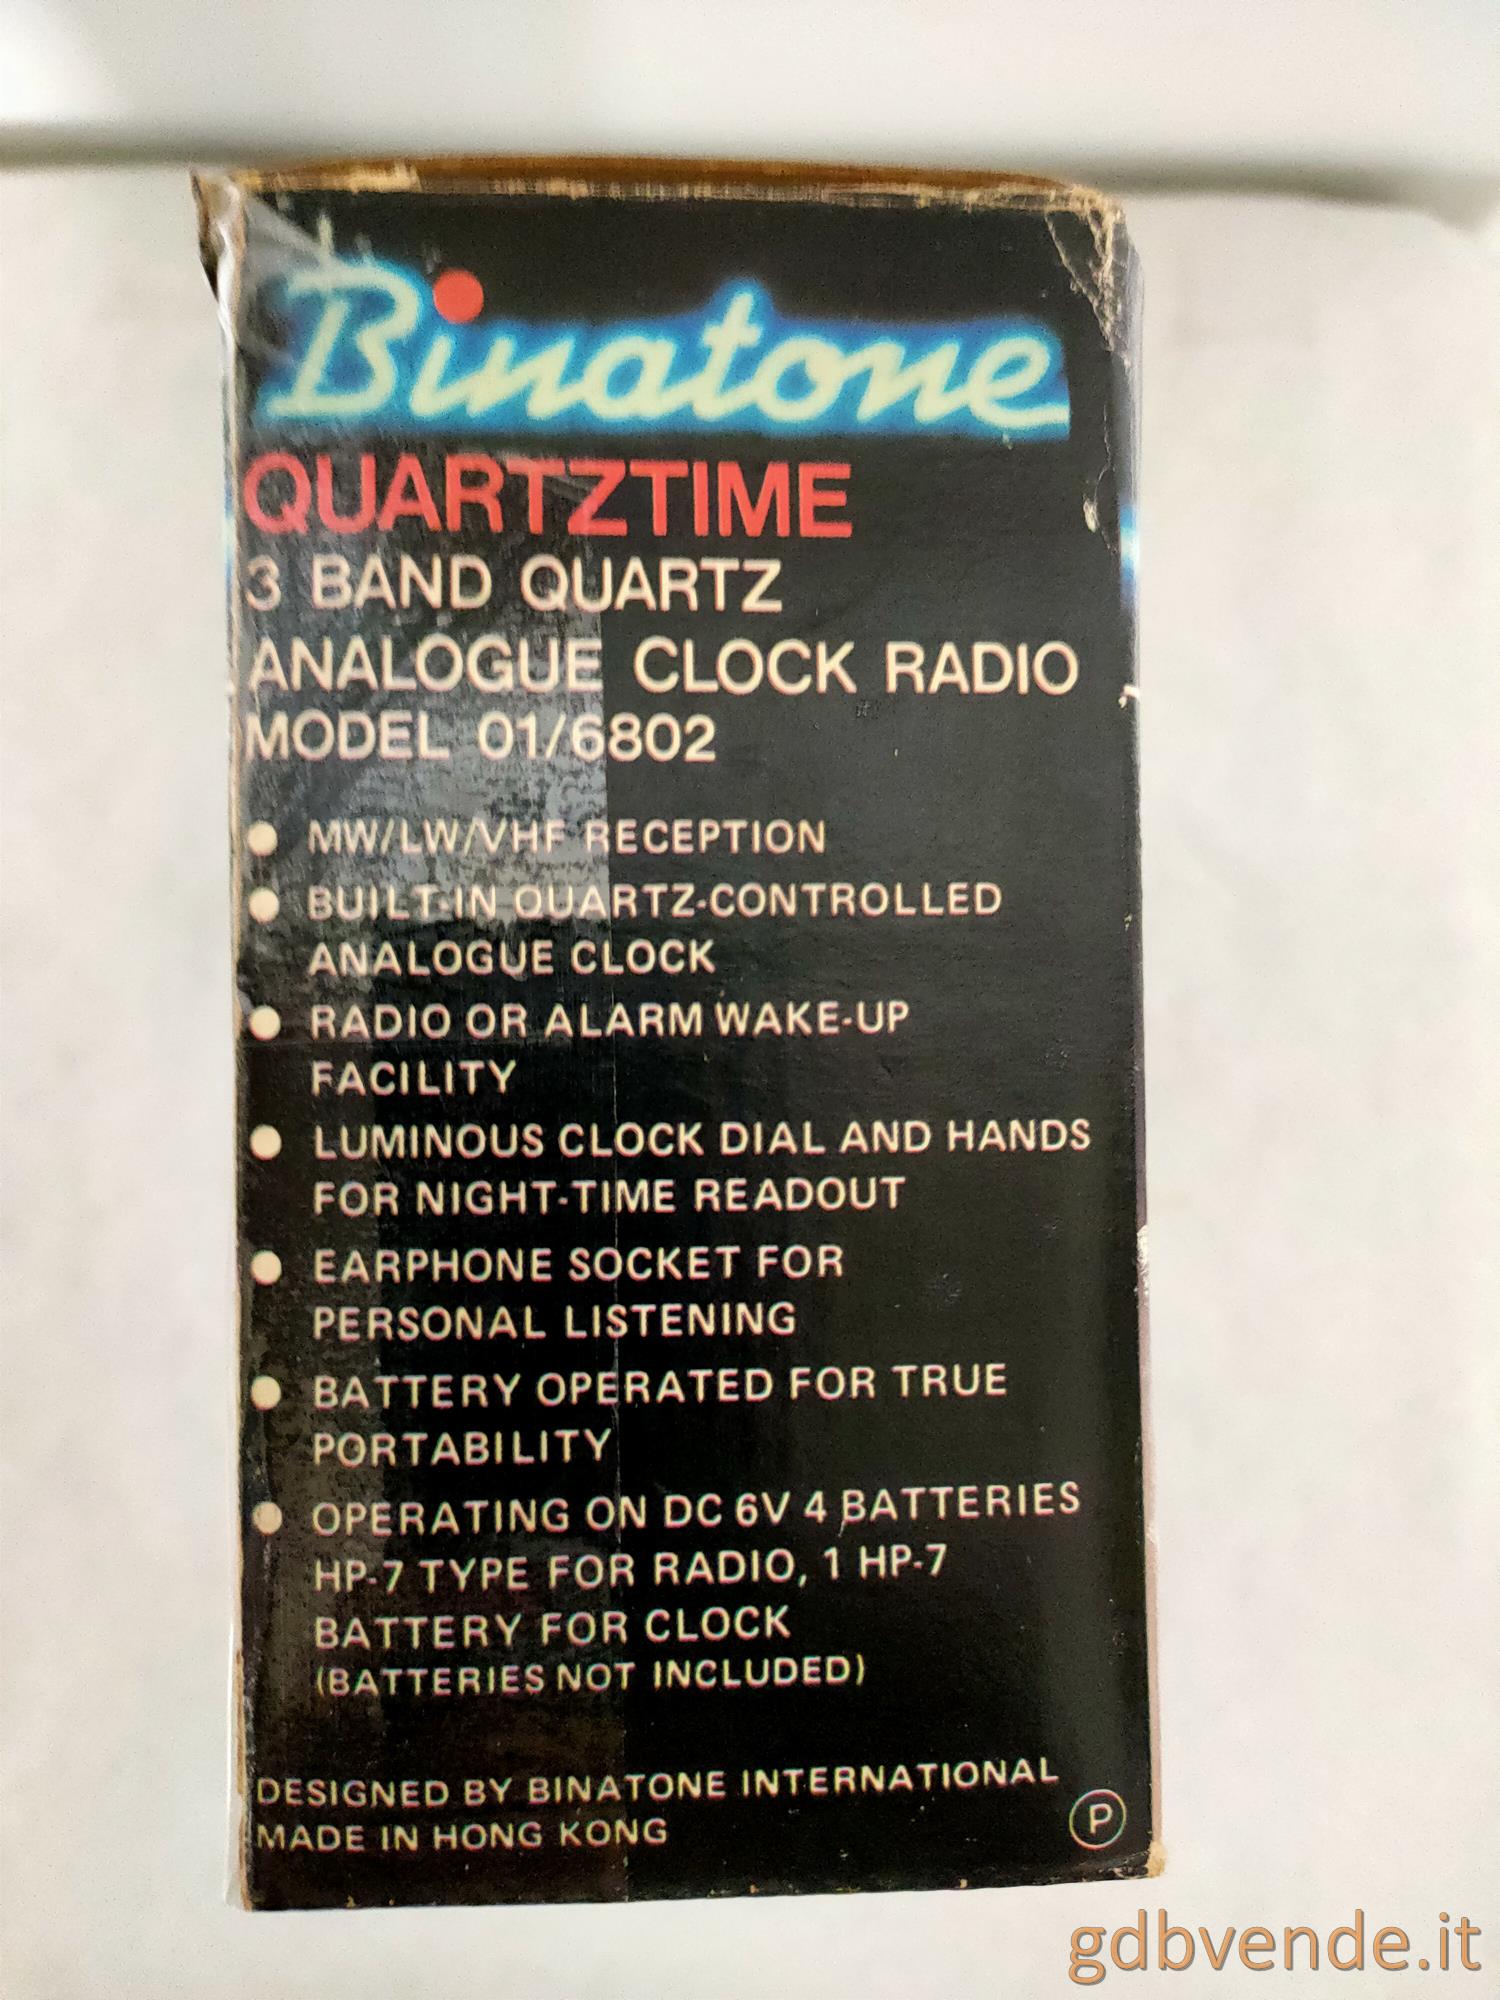 Binatone
QUARTZTIME
3 BAND QUARTZ
ANALOGUE CLOCK RADIO
MODEL 01/6802
● MW/LW/VHF RECEPTION
● BUILT-IN QUARTZ-CONTROLLED
ANALOGUE CLOCK
● RADIO OR ALARM WAKE-UP
FACILITY
● LUMINOUS CLOCK DIAL AND HANDS
FOR NIGHT-TIME READOUT
● EARPHONE SOCKET FOR
PERSONAL LISTENING
● BATTERY OPERATED FOR TRUE
PORTABILITY
● OPERATING ON DC 6V 4 BATTERIES
HP-7 TYPE FOR RADIO, 1 HP-7
BATTERY FOR CLOCK
(BATTERIES NOT INCLUDED)
DESIGNED BY BINATONE INTERNATIONAL
MADE IN HONG KONG
P
gdbvende.it